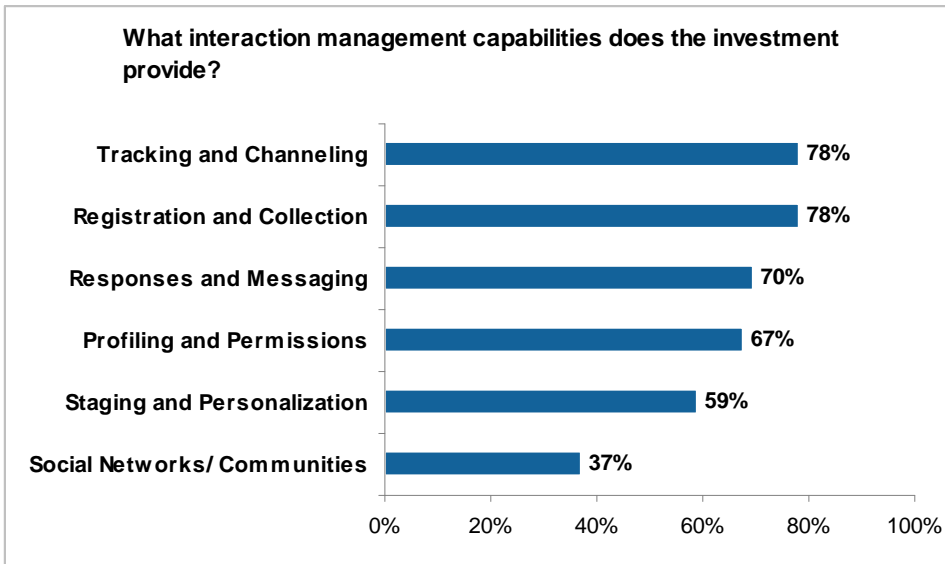 What interaction management capabilities does the investment
provide?
Tracking and Channeling 78%
Registration and Collection 78%
Responses and Messaging 70%
Profiling and Permissions 67%
Staging and Personalization 59%
Social Networks/ Communities 37%
0% 20% 40% 60% 80% 100%